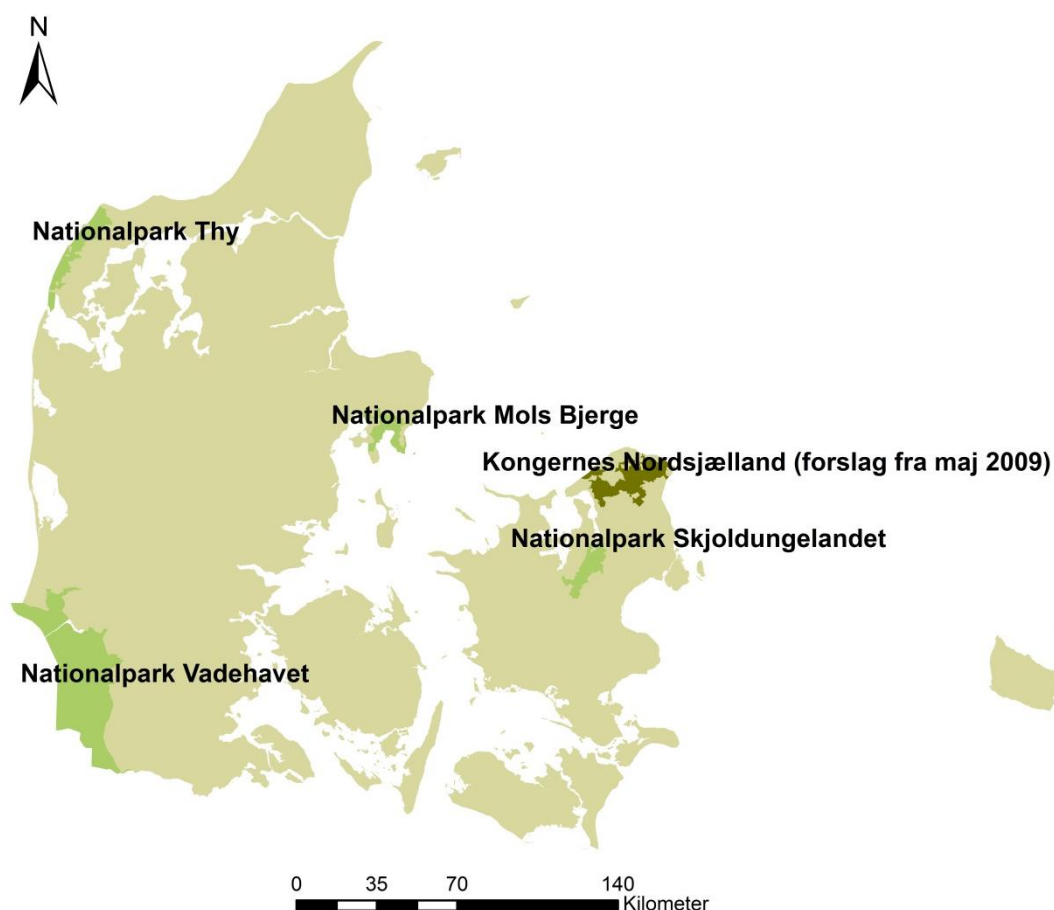 N
Nationalpark Thy
Nationalpark Mols Bjerge
Kongernes Nordsjælland (forslag fra maj 2009)
Nationalpark Skjoldungelandet
Nationalpark Vadehavet
0 35 70 140
Kilometer